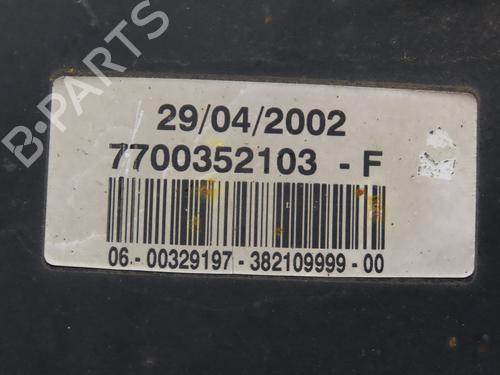 B-PARTS
29/04/2002
7700352103 - F
06 - 00329197 - 382109999 - 00